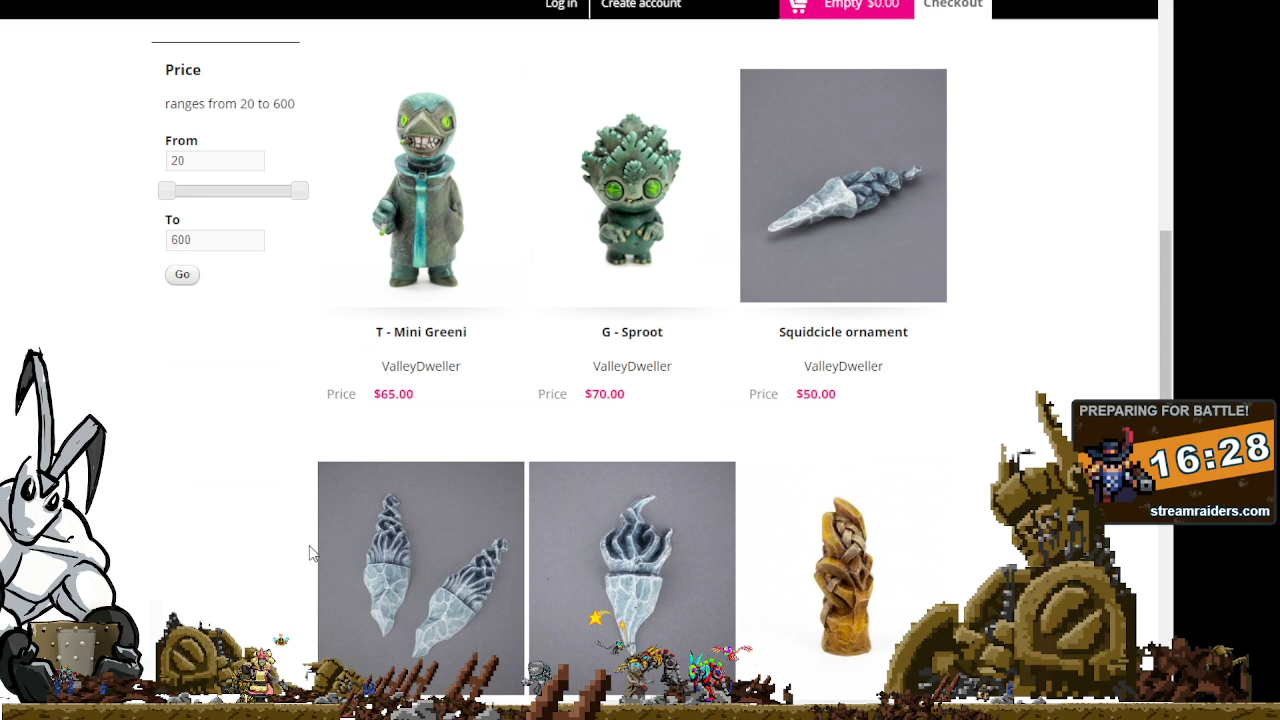 Log in
Create account
Empty $0.00
Checkout
Price
ranges from 20 to 600
From
20
To
600
Go
T - Mini Greeni
ValleyDweller
Price $65.00
G - Sproot
ValleyDweller
Price $70.00
Squidcicle ornament
ValleyDweller
Price $50.00
PREPARING FOR BATTLE!
16:28
streamraiders.com